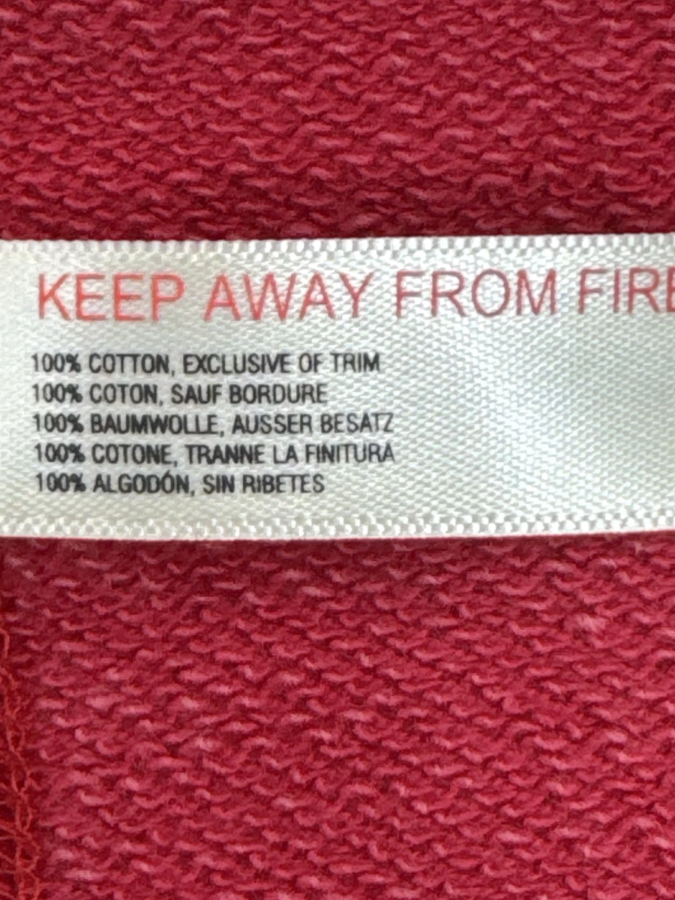 KEEP AWAY FROM FIRE
100% COTTON, EXCLUSIVE OF TRIM
100% COTON, SAUF BORDURE
100% BAUMWOLLE, AUSSER BESATZ
100% COTONE, TRANNE LA FINITURA
100% ALGODÓN, SIN RIBETES